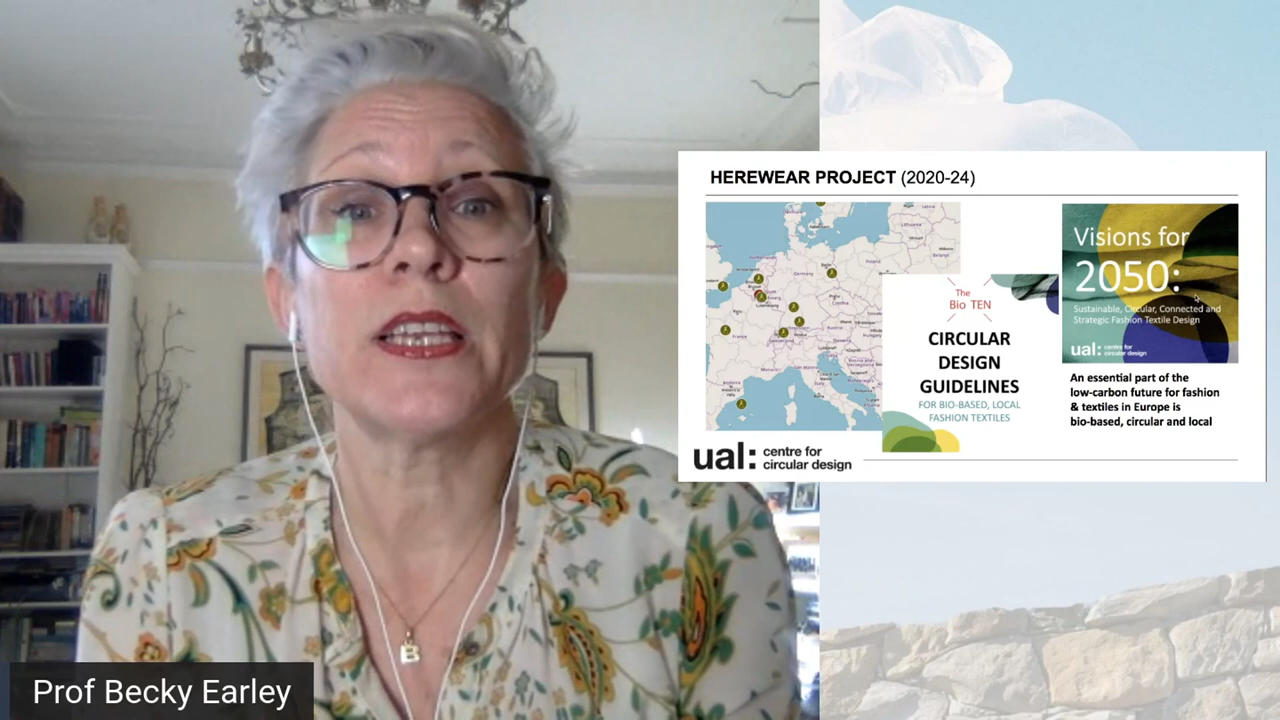 HEREWEAR PROJECT (2020-24)
Visions for
2050:
Sustainable, Circular, Connected and
Strategic Fashion Textile Design
ual: centre for
circular design
The
Bio TEN
CIRCULAR
DESIGN
GUIDELINES
FOR BIO-BASED, LOCAL
FASHION TEXTILES
An essential part of the
low-carbon future for fashion
& textiles in Europe is
bio-based, circular and local
ual: centre for
circular design
Germany
France
Poland
B
Prof Becky Earley